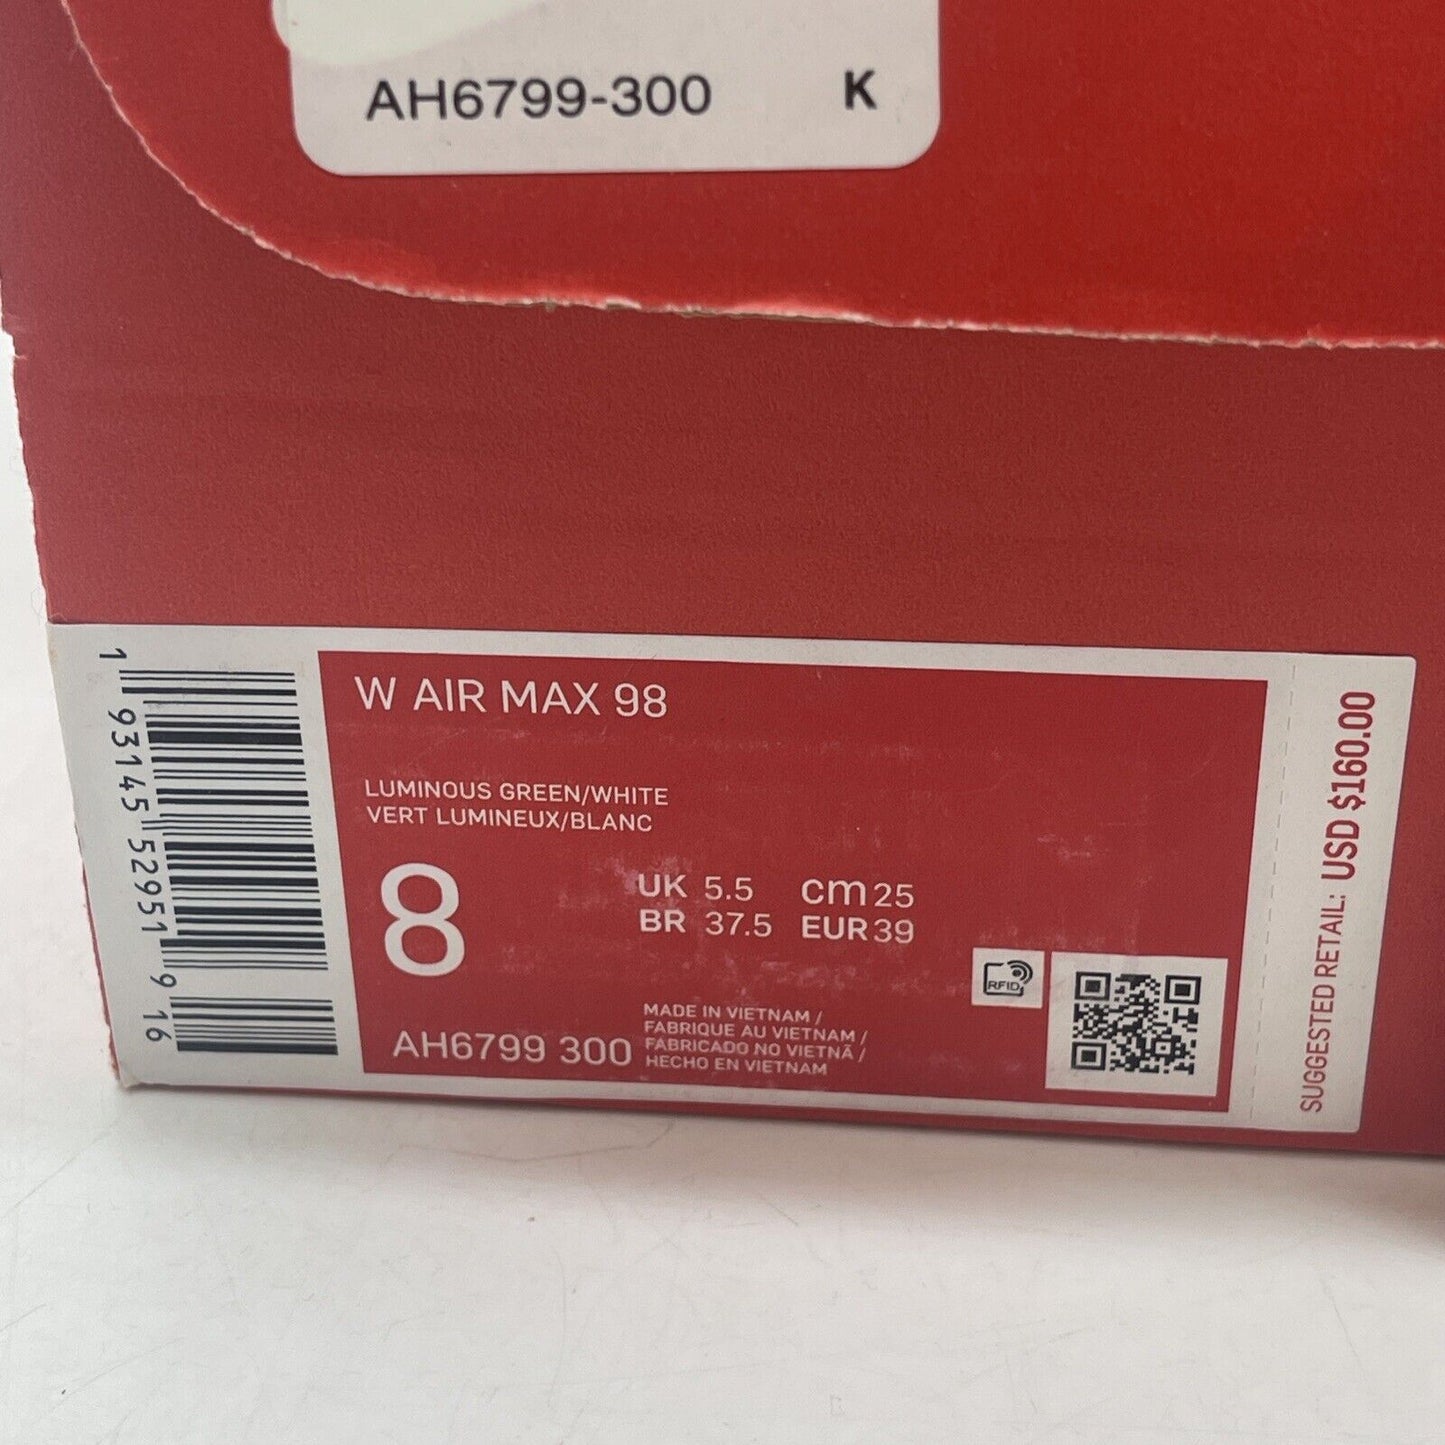 AH6799-300 K
W AIR MAX 98
LUMINOUS GREEN/WHITE
VERT LUMINEUX/BLANC
8
UK 5.5 cm 25
BR 37.5 EUR 39
AH6799 300
MADE IN VIETNAM /
FABRIQUE AU VIETNAM /
FABRICADO NO VIETNÃ /
HECHO EN VIETNAM
RFID
1 93145 52951 9 16
SUGGESTED RETAIL: USD $160.00